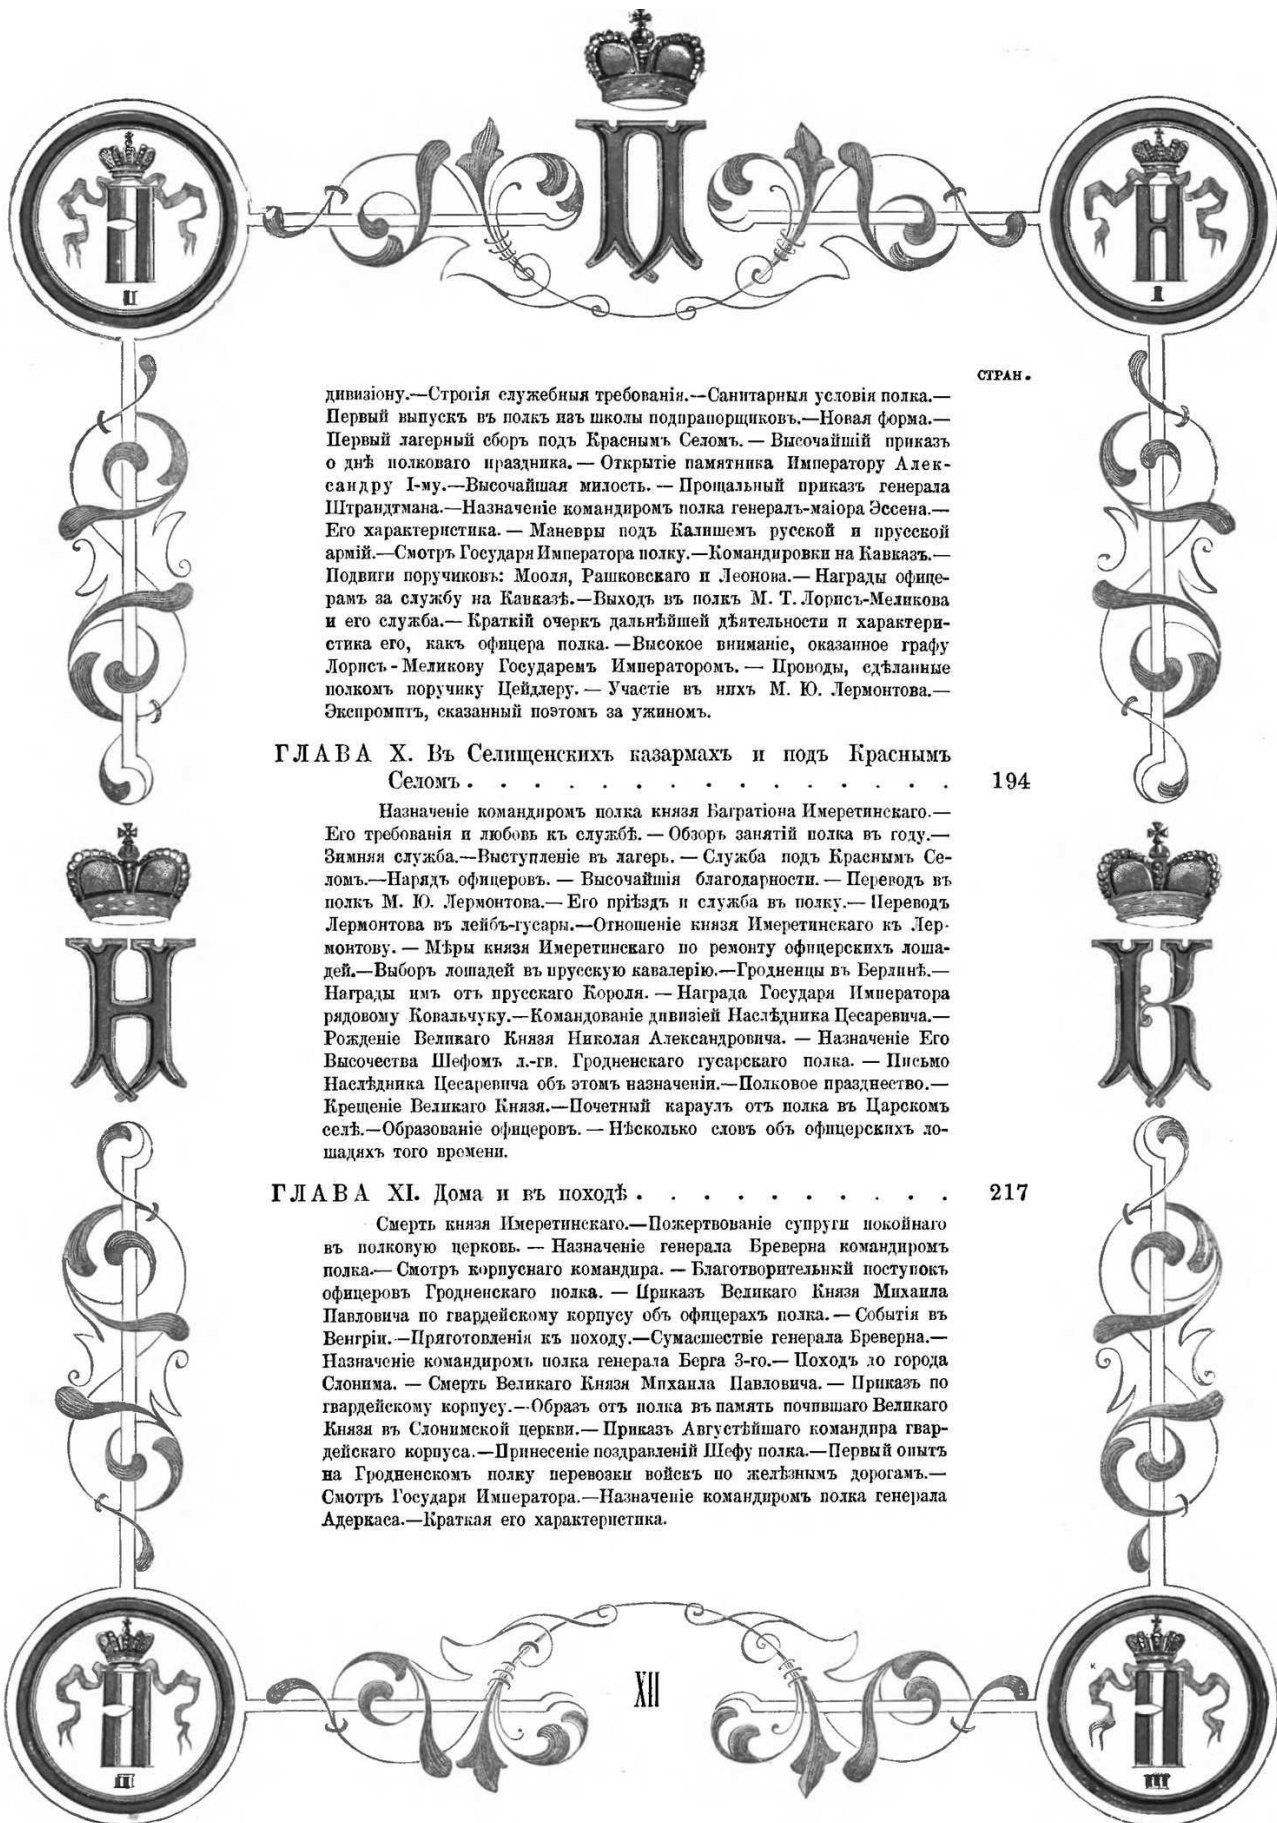 СТРАН.
дивизіону.—Строгія служебныя требованія.—Санитарныя условія полка.—
Первый выпускъ въ полкъ изъ школы подпрапорщиковъ.—Новая форма.—
Первый лагерный сборъ подъ Краснымъ Селомъ. — Высочайшій приказъ
о днѣ полковаго праздника. — Открытіе памятника Императору Алек-
сандру I-му.—Высочайшая милость. — Прощальный приказъ генерала
Штрандтмана.—Назначеніе командиромъ полка генералъ-маіора Эссена.—
Его характеристика. — Маневры подъ Калишемъ русской и прусской
армій.—Смотръ Государя Императора полку.—Командировки на Кавказъ.—
Подвиги поручиковъ: Мооля, Рашковскаго и Леонова.— Награды офице-
рамъ за службу на Кавказѣ.—Выходъ въ полкъ М. Т. Лорисъ-Меликова
и его служба.— Краткій очеркъ дальнѣйшей дѣятельности и характери-
стика его, какъ офицера полка. —Высокое вниманіе, оказанное графу
Лорисъ-Меликову Государемъ Императоромъ. — Проводы, сдѣланные
полкомъ поручику Цейдлеру. — Участіе въ нихъ М. Ю. Лермонтова.—
Экспромптъ, сказанный поэтомъ за ужиномъ.
ГЛАВА X. Въ Селищенскихъ казармахъ и подъ Краснымъ
Селомъ . . . . . . . . . . . . . . . 194
Назначеніе командиромъ полка князя Багратіона Имеретинскаго.—
Его требованія и любовь къ службѣ. — Обзоръ занятій полка въ году.—
Зимняя служба.—Выступленіе въ лагерь. — Служба подъ Краснымъ Се-
ломъ.—Нарядъ офицеровъ. — Высочайшія благодарности. — Переводъ въ
полкъ М. Ю. Лермонтова.— Его пріѣздъ и служба въ полку.— Переводъ
Лермонтова въ лейбъ-гусары.—Отношеніе князя Имеретинскаго къ Лер-
монтову. — Мѣры князя Имеретинскаго по ремонту офицерскихъ лоша-
дей.—Выборъ лошадей въ прусскую кавалерію.—Гродненцы въ Берлинѣ.—
Награды имъ отъ прусскаго Короля. — Награда Государя Императора
рядовому Ковальчуку.—Командованіе дивизіей Наслѣдника Цесаревича.—
Рожденіе Великаго Князя Николая Александровича. — Назначеніе Его
Высочества Шефомъ л.-гв. Гродненскаго гусарскаго полка. — Письмо
Наслѣдника Цесаревича объ этомъ назначеніи.—Полковое празднество.—
Крещеніе Великаго Князя.—Почетный караулъ отъ полка въ Царскомъ
селѣ.—Образованіе офицеровъ. — Нѣсколько словъ объ офицерскихъ ло-
шадяхъ того времени.
ГЛАВА XI. Дома и въ походѣ . . . . . . . . . . 217
Смерть князя Имеретинскаго.—Пожертвованіе супруги покойнаго
въ полковую церковь. — Назначеніе генерала Бреверна командиромъ
полка.— Смотръ корпуснаго командира. — Благотворительный поступокъ
офицеровъ Гродненскаго полка. — Приказъ Великаго Князя Михаила
Павловича по гвардейскому корпусу объ офицерахъ полка. — Событія въ
Венгріи.—Приготовленія къ походу.—Сумасшествіе генерала Бреверна.—
Назначеніе командиромъ полка генерала Берга 3-го.— Походъ до города
Слонима. — Смерть Великаго Князя Михаила Павловича. — Приказъ по
гвардейскому корпусу.—Образъ отъ полка въ память почившаго Великаго
Князя въ Слонимской церкви.— Приказъ Августѣйшаго командира гвар-
дейскаго корпуса.—Принесеніе поздравленій Шефу полка.—Первый опытъ
на Гродненскомъ полку перевозки войскъ по желѣзнымъ дорогамъ.—
Смотръ Государя Императора.—Назначеніе командиромъ полка генерала
Адеркаса.—Краткая его характеристика.
XII